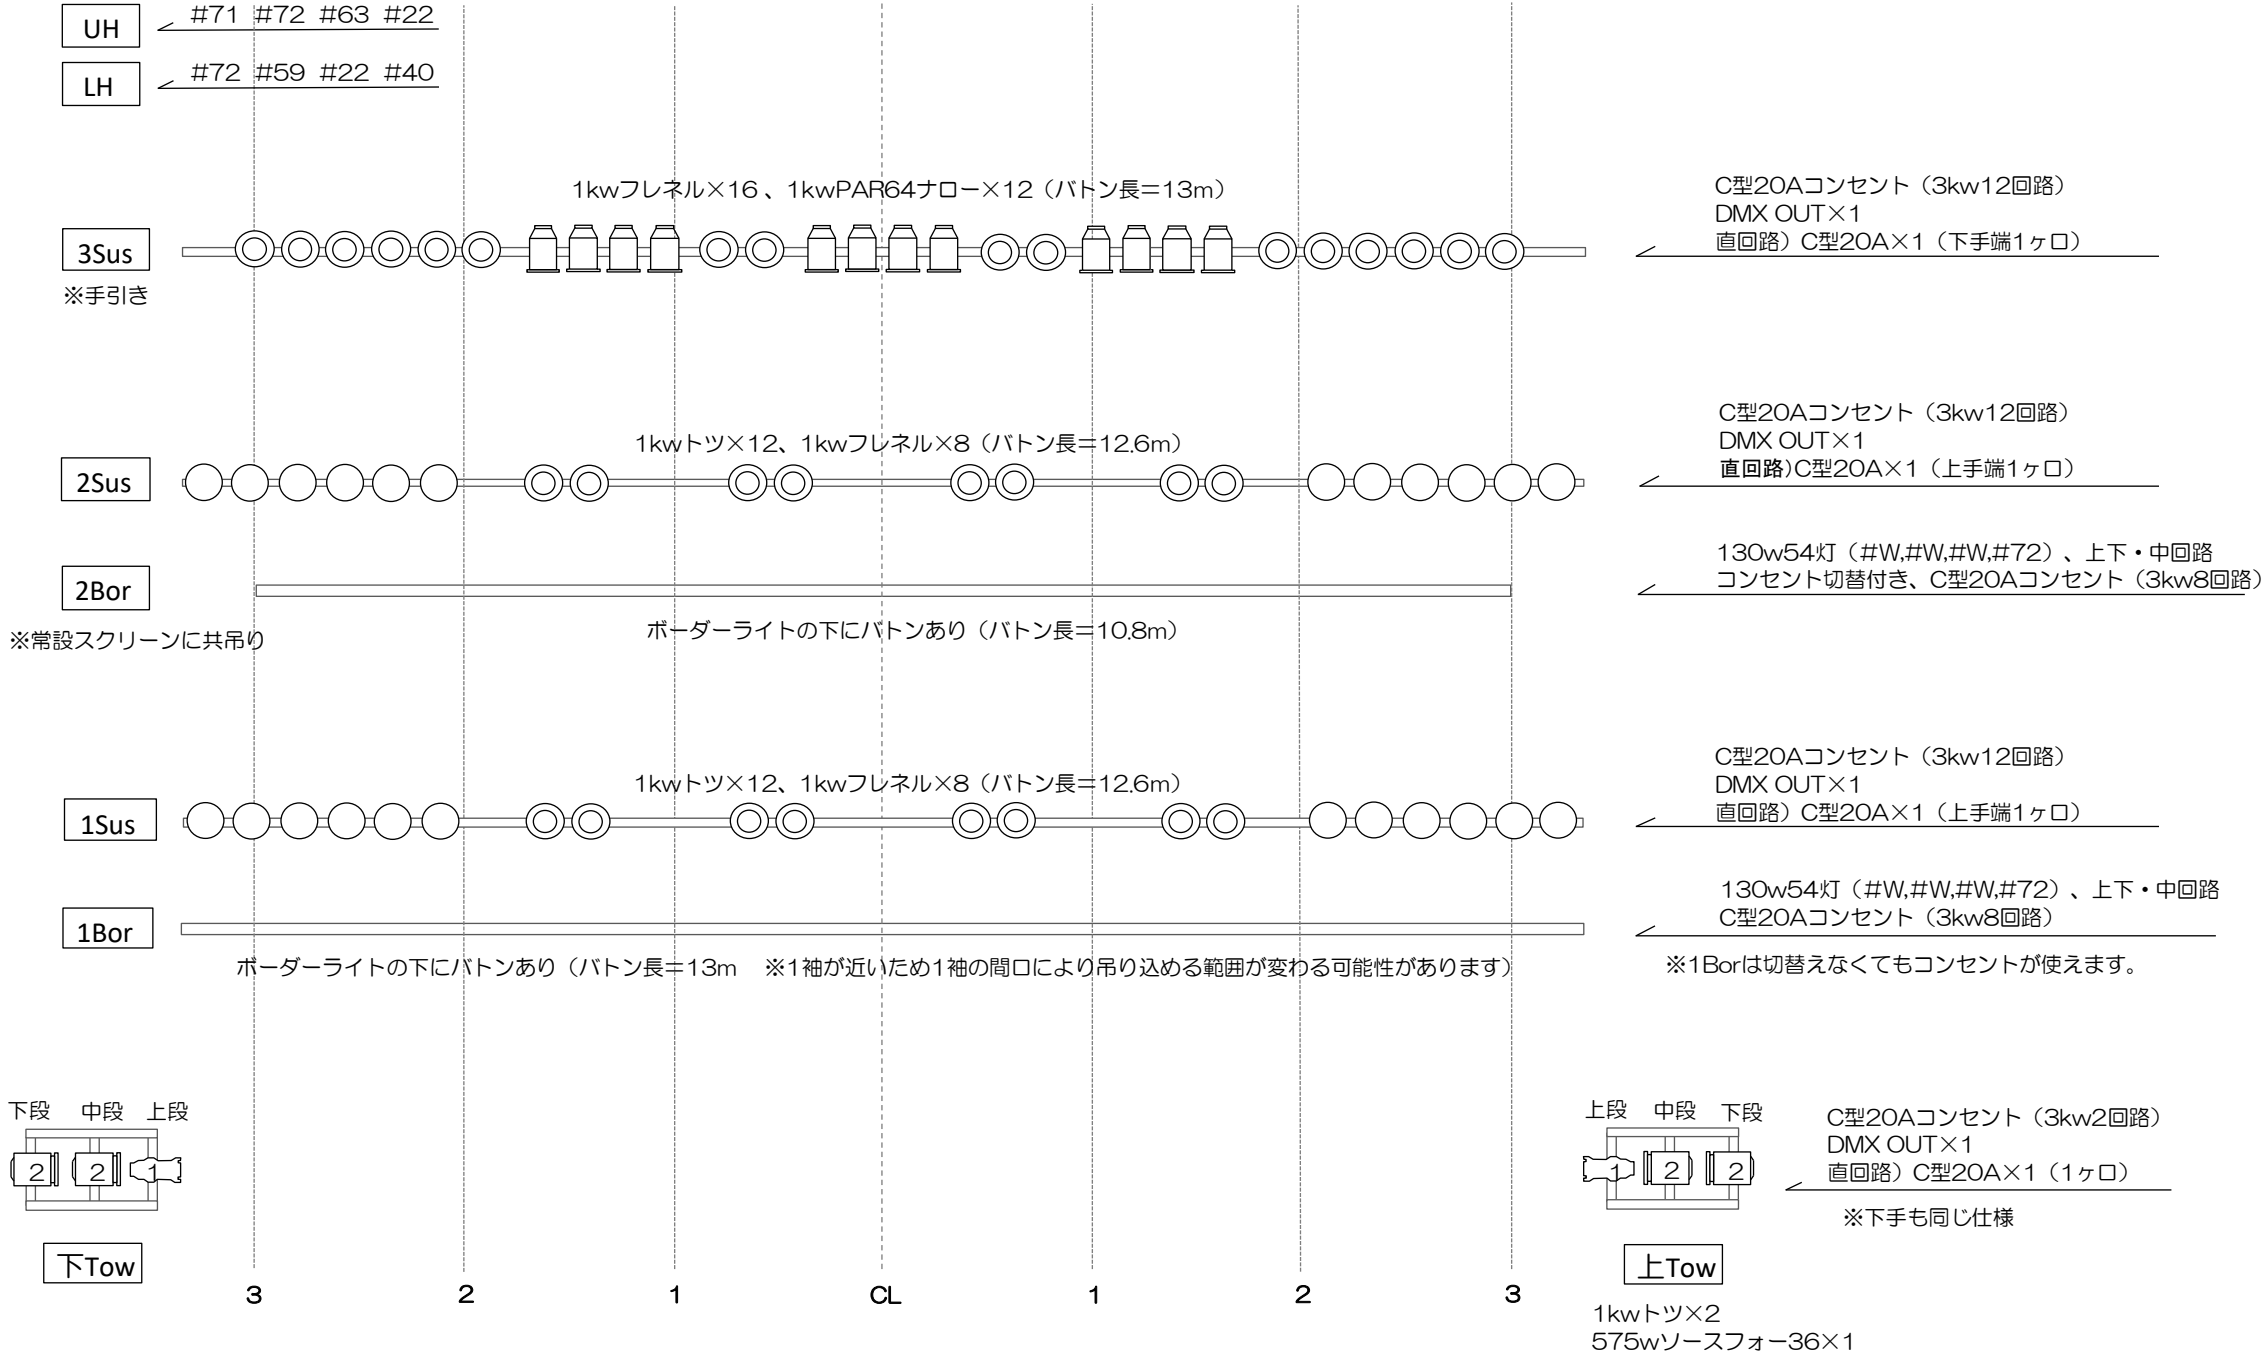 UH
#71 #72 #63 #22
LH
#72 #59 #22 #40
1kwフレネル×16 、1kwPAR64ナロー×12（バトン長＝13m）
3Sus
※手引き
C型20Aコンセント（3kw12回路）
DMX OUT×1
直回路）C型20A×1（下手端1ヶ口）
1kwトツ×12、1kwフレネル×8（バトン長＝12.6m）
2Sus
C型20Aコンセント（3kw12回路）
DMX OUT×1
直回路)C型20A×1（上手端1ヶ口）
2Bor
※常設スクリーンに共吊り
ボーダーライトの下にバトンあり（バトン長＝10.8m）
130w54灯（#W,#W,#W,#72）、上下・中回路
コンセント切替付き、C型20Aコンセント（3kw8回路）
1kwトツ×12、1kwフレネル×8（バトン長＝12.6m）
1Sus
C型20Aコンセント（3kw12回路）
DMX OUT×1
直回路）C型20A×1（上手端1ヶ口）
1Bor
ボーダーライトの下にバトンあり（バトン長＝13m　※1袖が近いため1袖の間口により吊り込める範囲が変わる可能性があります）
130w54灯（#W,#W,#W,#72）、上下・中回路
C型20Aコンセント（3kw8回路）
※1Borは切替えなくてもコンセントが使えます。
下段 中段 上段
2 2 1
下Tow
上段 中段 下段
1 2 2
C型20Aコンセント（3kw2回路）
DMX OUT×1
直回路）C型20A×1（1ヶ口）
※下手も同じ仕様
上Tow
3 2 1 CL 1 2 3
1kwトツ×2
575wソースフォー36×1